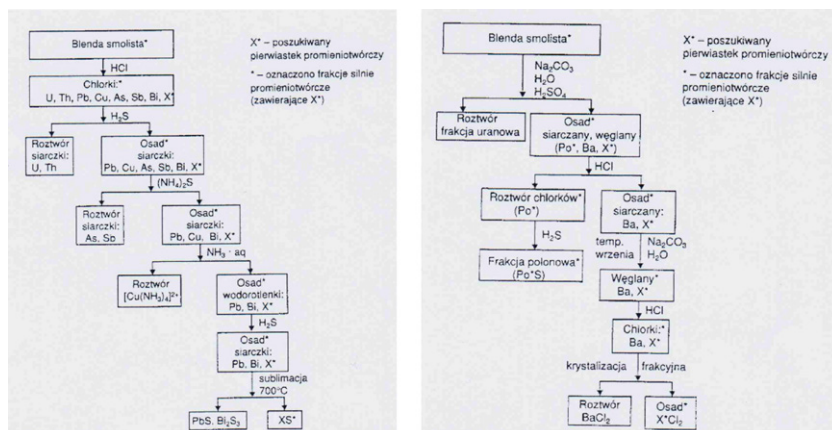 Blenda smolista*
X* – poszukiwany
pierwiastek promieniotwórczy
* – oznaczono frakcje silnie
promieniotwórcze
(zawierające X*)
HCl
Chlorki:*
U, Th, Pb, Cu, As, Sb, Bi, X*
H₂S
Roztwór
siarczki:
U, Th
Osad*
siarczki:
Pb, Cu, As, Sb, Bi, X*
(NH₄)₂S
Roztwór
siarczki:
As, Sb
Osad*
siarczki:
Pb, Cu, Bi, X*
NH₃ · aq
Roztwór
[Cu(NH₃)₄]²⁺
Osad*
wodorotlenki:
Pb, Bi, X*
H₂S
Osad*
siarczki:
Pb, Bi, X*
sublimacja
700°C
PbS, Bi₂S₃
XS*
Blenda smolista*
X* – poszukiwany
pierwiastek promieniotwórczy
* – oznaczono frakcje silnie
promieniotwórcze
(zawierające X*)
Na₂CO₃
H₂O
H₂SO₄
Roztwór
frakcja uranowa
Osad*
siarczany, węglany
(Po*, Ba, X*)
HCl
Roztwór chlorków*
(Po*)
Osad*
siarczany:
Ba, X*
H₂S
Frakcja polonowa*
(Po*S)
temp.
wrzenia
Na₂CO₃
H₂O
Węglany*
Ba, X*
HCl
Chlorki:*
Ba, X*
krystalizacja frakcyjna
Roztwór
BaCl₂
Osad*
X*Cl₂